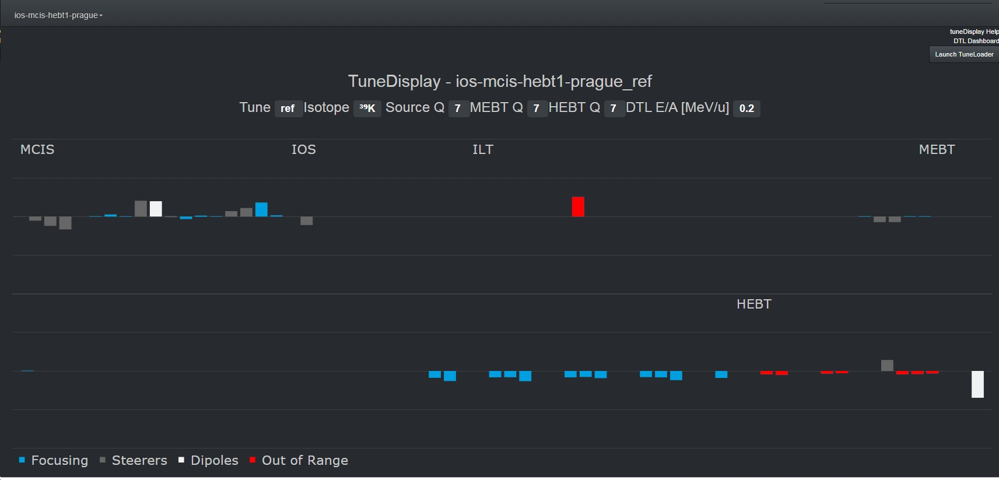 ios-mcis-hebt1-prague
tuneDisplay Help
DTL Dashboard
Launch TuneLoader
TuneDisplay - ios-mcis-hebt1-prague_ref
Tune ref Isotope ³⁹K Source Q 7 MEBT Q 7 HEBT Q 7 DTL E/A [MeV/u] 0.2
MCIS IOS ILT MEBT
HEBT
Focusing Steerers Dipoles Out of Range